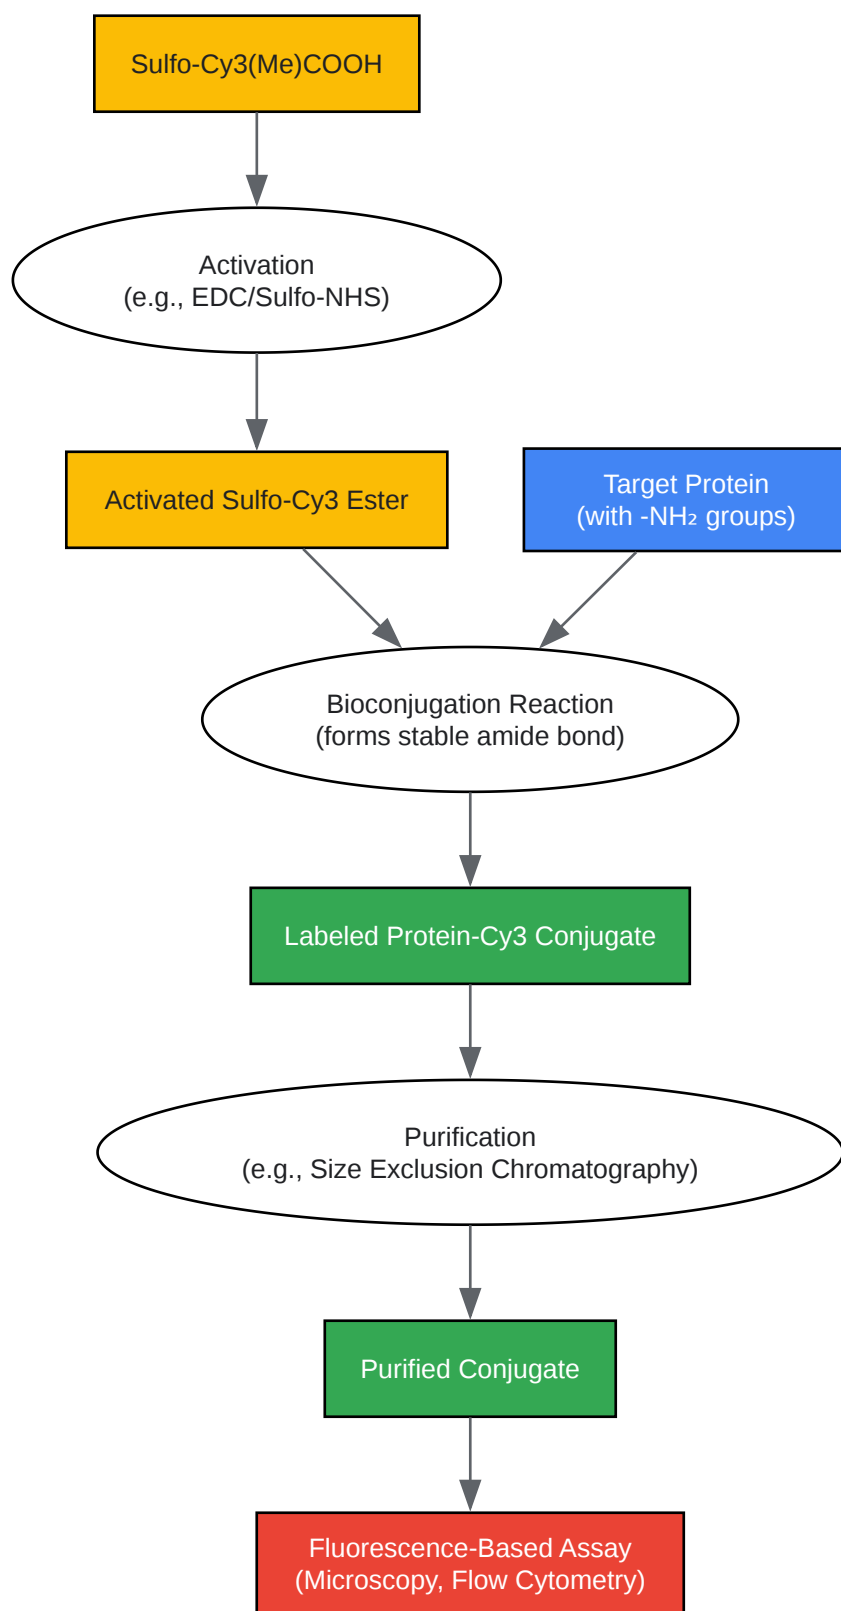 Sulfo-Cy3(Me)COOH
Activation
(e.g., EDC/Sulfo-NHS)
Activated Sulfo-Cy3 Ester
Target Protein
(with -NH₂ groups)
Bioconjugation Reaction
(forms stable amide bond)
Labeled Protein-Cy3 Conjugate
Purification
(e.g., Size Exclusion Chromatography)
Purified Conjugate
Fluorescence-Based Assay
(Microscopy, Flow Cytometry)